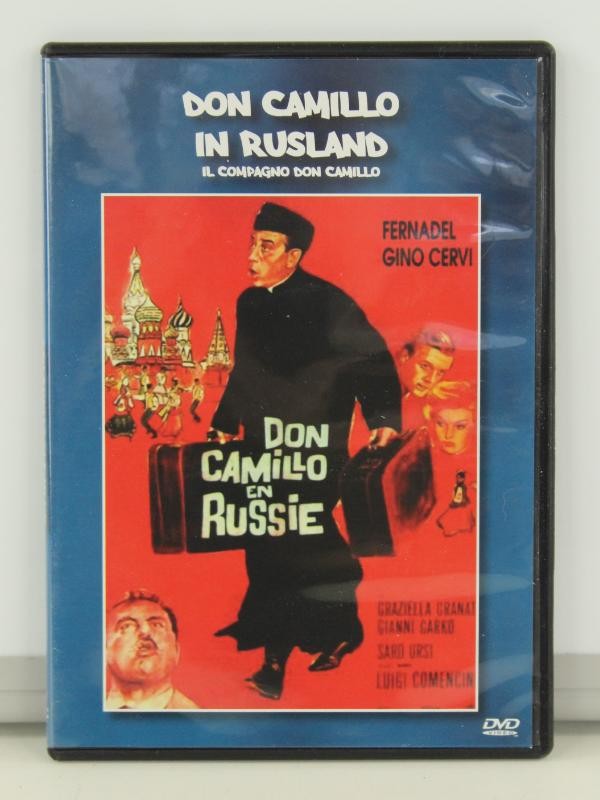 DON CAMILLO
IN RUSLAND
IL COMPAGNO DON CAMILLO
FERNADEL
GINO CERVI
DON
CAMILLO
EN
RUSSIE
GRAZIELLA GRANAT
GIANNI GARKO
SARO URSI
LUIGI COMENCIN
DVD
VIDEO